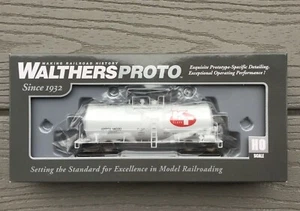 MAKING RAILROAD HISTORY
WALTHERSPROTO
Exquisite Prototype-Specific Detailing.
Exceptional Operating Performance!
Since 1932
HO
SCALE
Setting the Standard for Excellence in Model Railroading